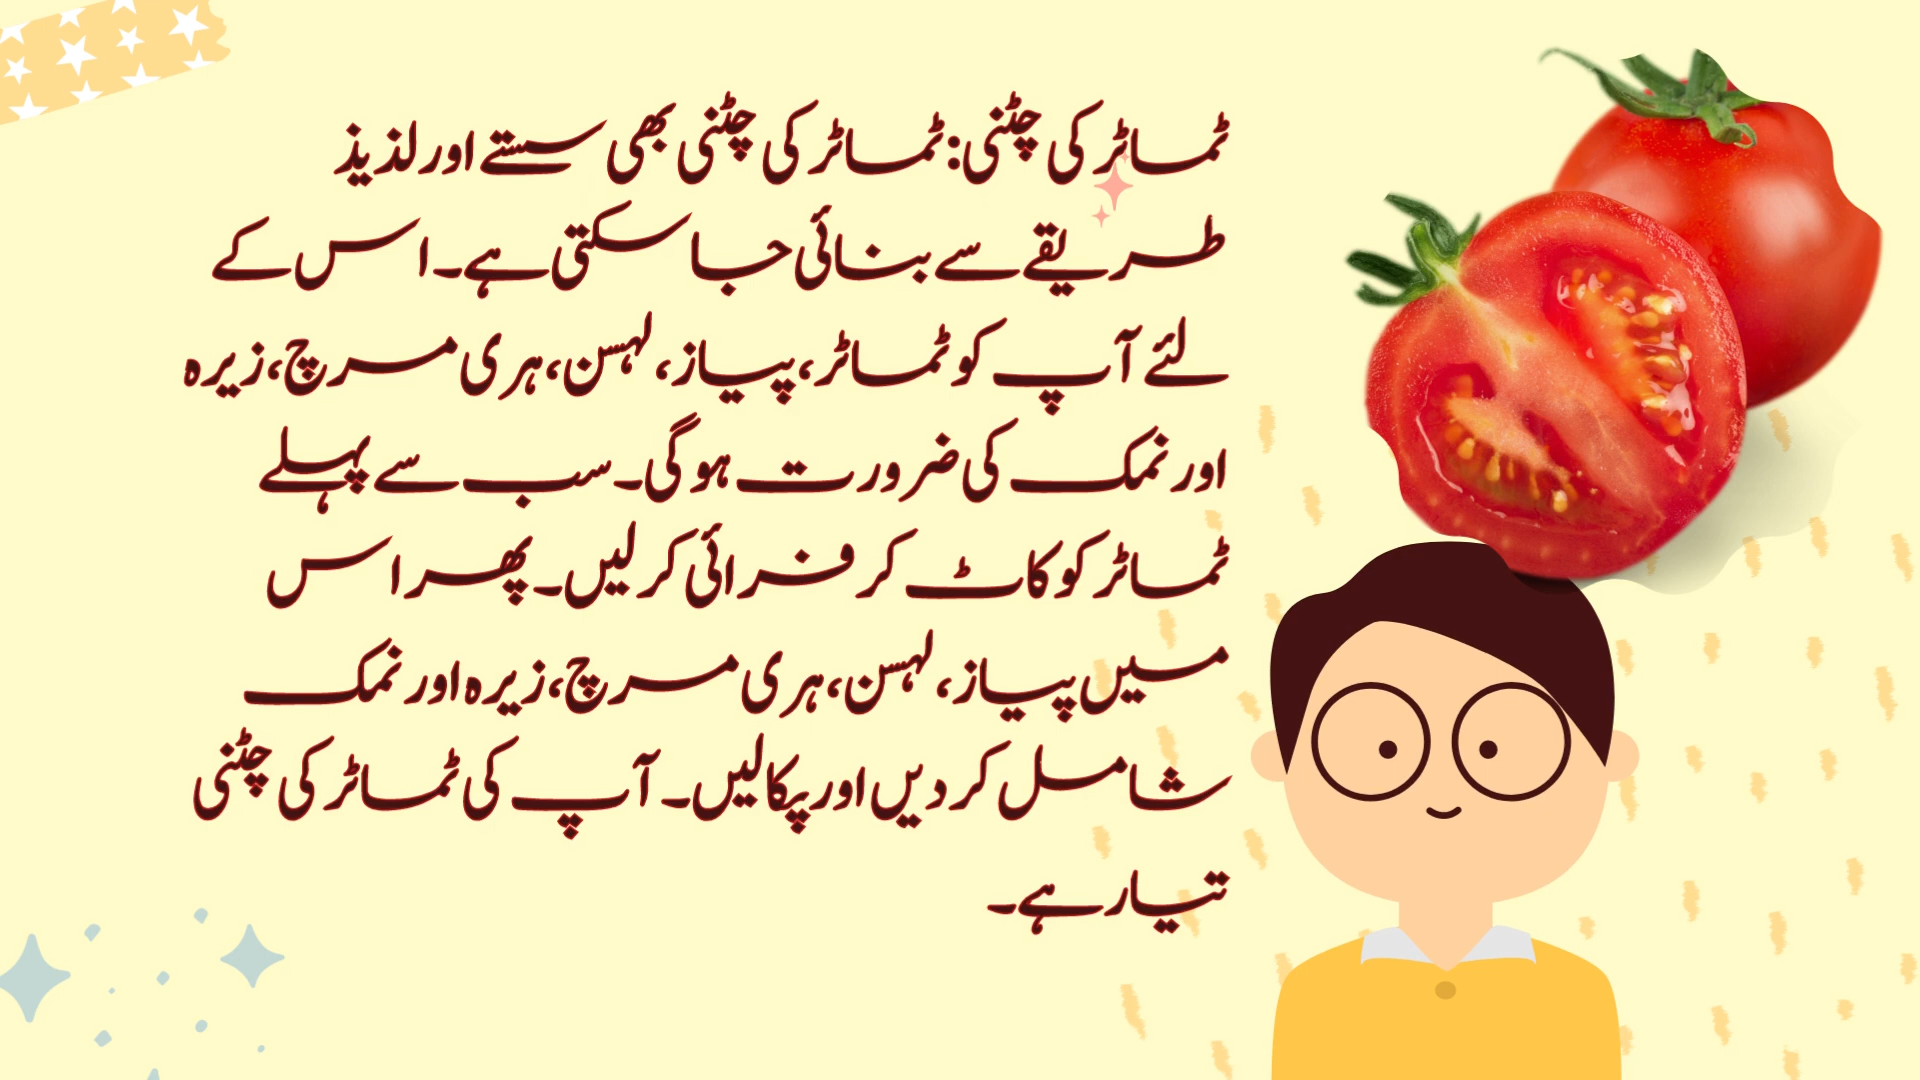 ٹماٹر کی چٹنی: ٹماٹر کی چٹنی بھی سستے اور لذیذ
طریقے سے بنائی جا سکتی ہے۔ اس کے
لئے آپ کو ٹماٹر، پیاز، لہسن، ہری مرچ، زیرہ
اور نمک کی ضرورت ہوگی۔ سب سے پہلے
ٹماٹر کو کاٹ کر فرائی کر لیں۔ پھر اس
میں پیاز، لہسن، ہری مرچ، زیرہ اور نمک
شامل کر دیں اور پکا لیں۔ آپ کی ٹماٹر کی چٹنی
تیار ہے۔